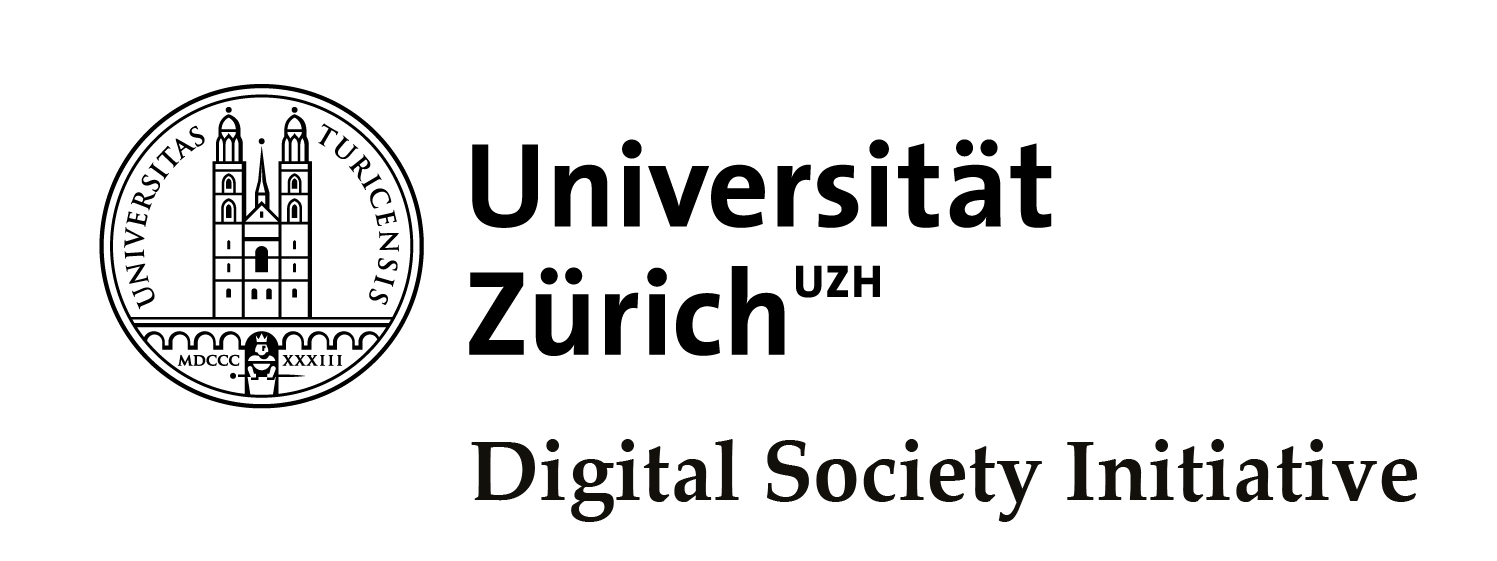 UNIVERSITAS TURICENSIS
MDCCC XXXIII
Universität
Zürich UZH
Digital Society Initiative